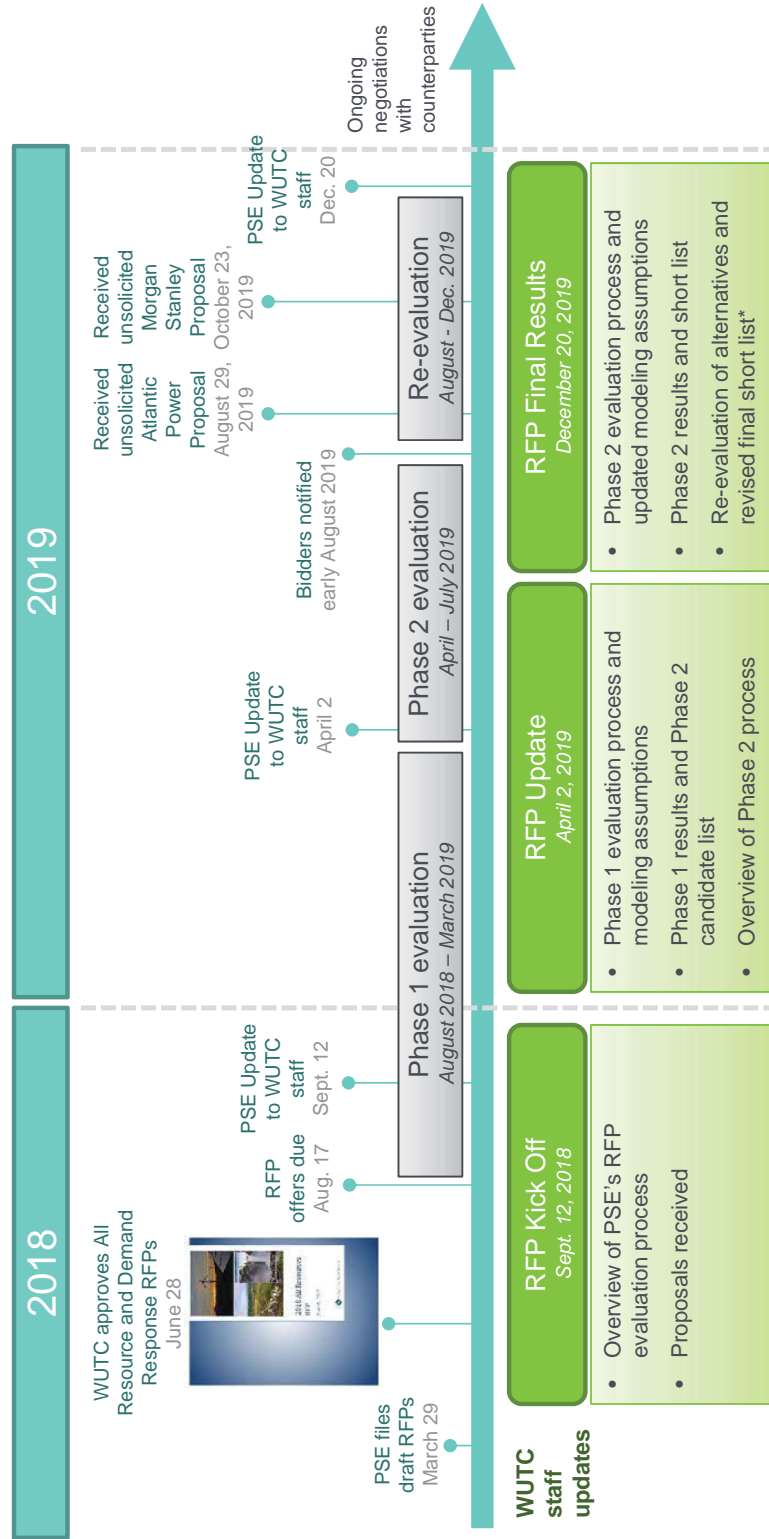 2018
2019
PSE files
draft RFPs
March 29
WUTC approves All
Resource and Demand
Response RFPs
June 28
2018 All Resources
RFP
RFP
offers due
Aug. 17
PSE Update
to WUTC
staff
Sept. 12
PSE Update
to WUTC
staff
April 2
Bidders notified
early August 2019
Received
unsolicited
Atlantic
Power
Proposal
August 29,
2019
Received
unsolicited
Morgan
Stanley
Proposal
October 23,
2019
PSE Update
to WUTC
staff
Dec. 20
Phase 1 evaluation
August 2018 – March 2019
Phase 2 evaluation
April – July 2019
Re-evaluation
August - Dec. 2019
Ongoing
negotiations
with
counterparties
WUTC
staff
updates
RFP Kick Off
Sept. 12, 2018
• Overview of PSE's RFP
evaluation process
• Proposals received
RFP Update
April 2, 2019
• Phase 1 evaluation process and
modeling assumptions
• Phase 1 results and Phase 2
candidate list
• Overview of Phase 2 process
RFP Final Results
December 20, 2019
• Phase 2 evaluation process and
updated modeling assumptions
• Phase 2 results and short list
• Re-evaluation of alternatives and
revised final short list*